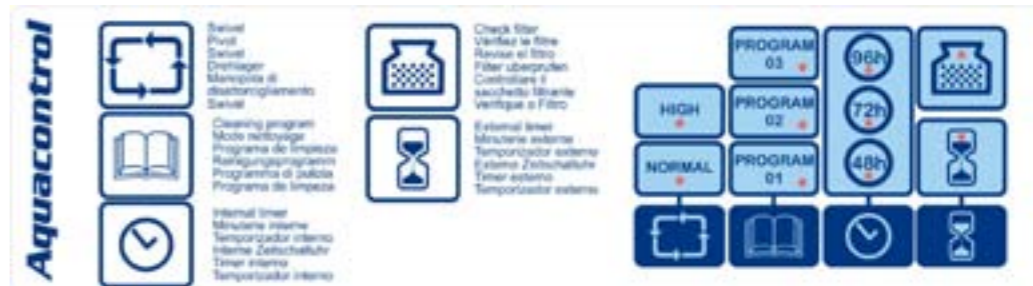 Aquacontrol
Swivel
Pivot
Swivel
Drehlager
Manopola di
disattorcigliamento
Swivel
Cleaning program
Mode nettoyage
Programa de limpeza
Reinigungsprogramm
Programma di pulizia
Programa de limpeza
Internal timer
Minuterie interne
Temporizador interno
Interne Zeitschaltuhr
Timer interno
Temporizador interno
Check filter
Verifiez le filtre
Revise el filtro
Filter uberprufen
Controllare il
sacchetto filtrante
Verifique o Filtro
External timer
Minuterie externe
Temporizador externo
Externe Zeitschaltuhr
Timer externo
Temporizador externo
HIGH
NORMAL
PROGRAM
03
PROGRAM
02
PROGRAM
01
96h
72h
48h